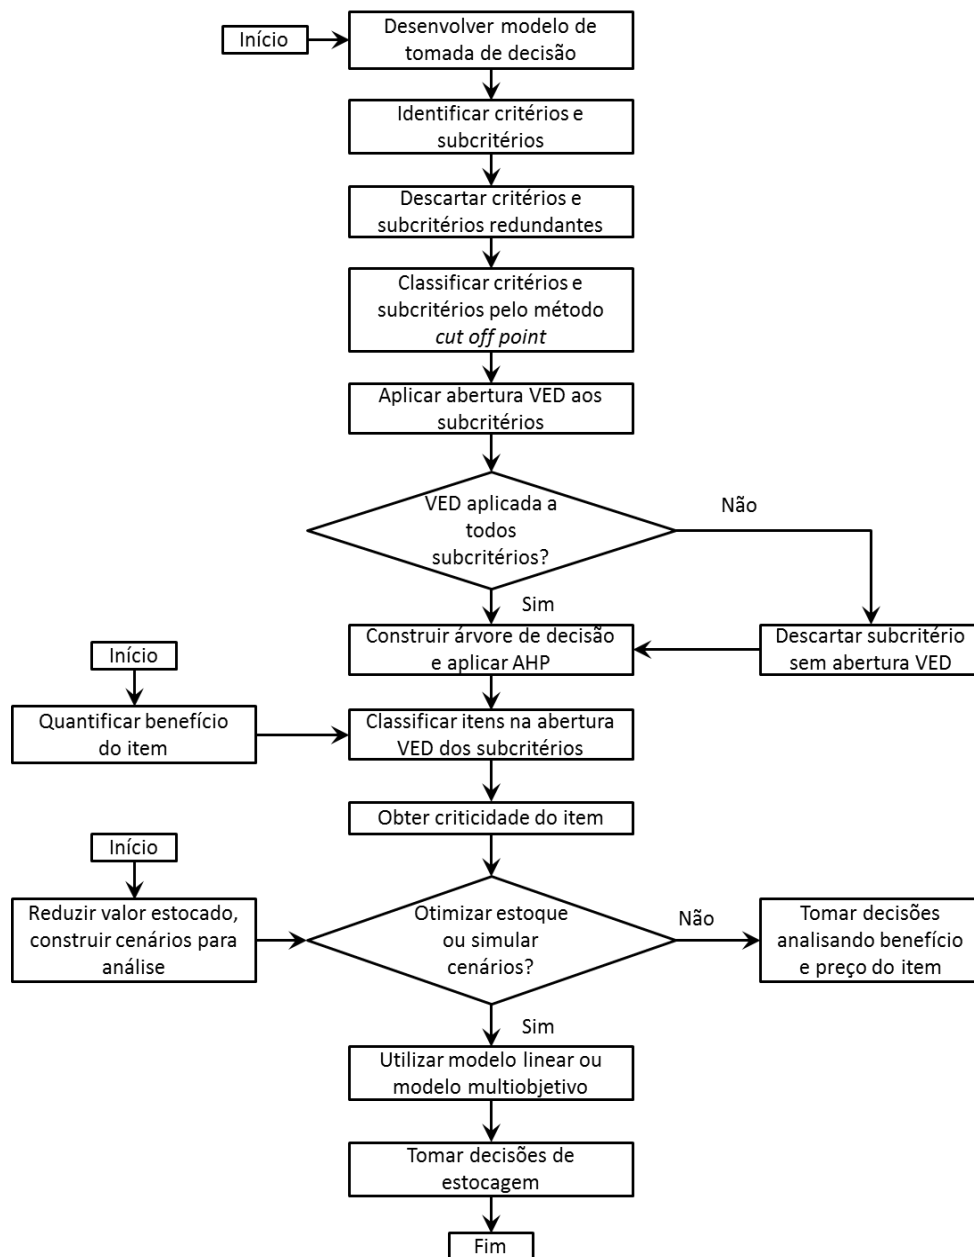 Início
Desenvolver modelo de
tomada de decisão
Identificar critérios e
subcritérios
Descartar critérios e
subcritérios redundantes
Classificar critérios e
subcritérios pelo método
cut off point
Aplicar abertura VED aos
subcritérios
VED aplicada a
todos
subcritérios?
Não
Sim
Construir árvore de decisão
e aplicar AHP
Descartar subcritério
sem abertura VED
Início
Quantificar benefício
do item
Classificar itens na abertura
VED dos subcritérios
Obter criticidade do item
Início
Reduzir valor estocado,
construir cenários para
análise
Otimizar estoque
ou simular
cenários?
Não
Tomar decisões
analisando benefício
e preço do item
Sim
Utilizar modelo linear ou
modelo multiobjetivo
Tomar decisões de
estocagem
Fim